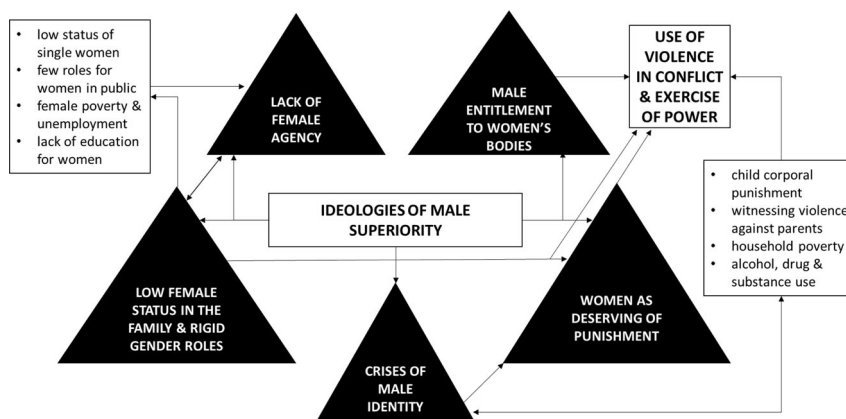 • low status of
single women
• few roles for
women in public
• female poverty &
unemployment
• lack of education
for women
LACK OF
FEMALE
AGENCY
MALE
ENTITLEMENT
TO WOMEN'S
BODIES
USE OF
VIOLENCE
IN CONFLICT
& EXERCISE
OF POWER
IDEOLOGIES OF MALE
SUPERIORITY
• child corporal
punishment
• witnessing violence
against parents
• household poverty
• alcohol, drug &
substance use
LOW FEMALE
STATUS IN THE
FAMILY & RIGID
GENDER ROLES
CRISES OF
MALE
IDENTITY
WOMEN AS
DESERVING OF
PUNISHMENT